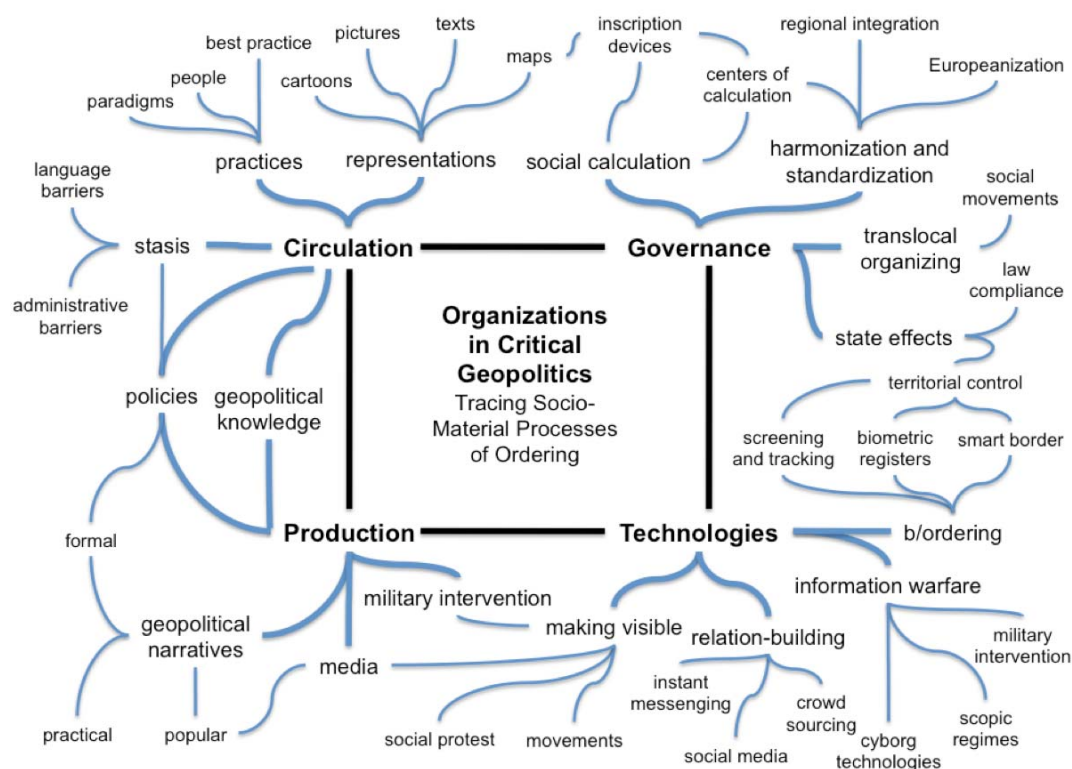 best practice
pictures
texts
inscription
devices
regional integration
people
cartoons
maps
centers of
calculation
Europeanization
paradigms
practices
representations
social calculation
harmonization and
standardization
language
barriers
social
movements
stasis
Circulation
Governance
translocal
organizing
administrative
barriers
law
compliance
Organizations
in Critical
Geopolitics
Tracing Socio-
Material Processes
of Ordering
state effects
policies
geopolitical
knowledge
territorial control
screening
and tracking
biometric
registers
smart border
formal
Production
Technologies
b/ordering
military intervention
information warfare
geopolitical
narratives
media
making visible
relation-building
military
intervention
instant
messenging
crowd
sourcing
practical
popular
social protest
movements
social media
cyborg
technologies
scopic
regimes